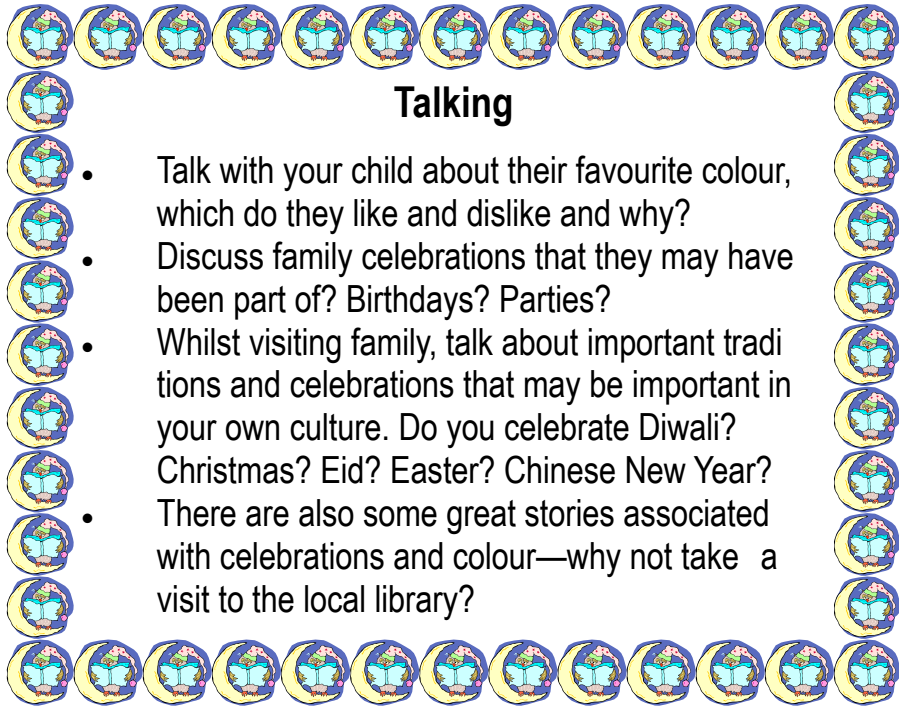 Talking
• Talk with your child about their favourite colour,
which do they like and dislike and why?
• Discuss family celebrations that they may have
been part of? Birthdays? Parties?
• Whilst visiting family, talk about important tradi
tions and celebrations that may be important in
your own culture. Do you celebrate Diwali?
Christmas? Eid? Easter? Chinese New Year?
• There are also some great stories associated
with celebrations and colour—why not take a
visit to the local library?